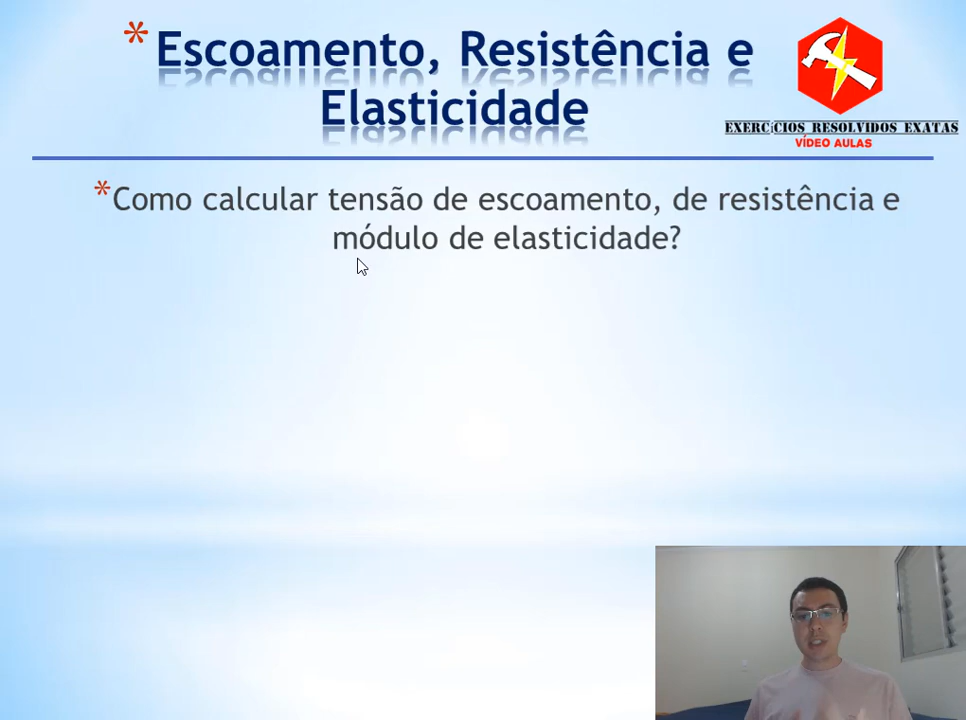 * Escoamento, Resistência e
Elasticidade
EXERCÍCIOS RESOLVIDOS EXATAS
VÍDEO AULAS
*Como calcular tensão de escoamento, de resistência e
módulo de elasticidade?